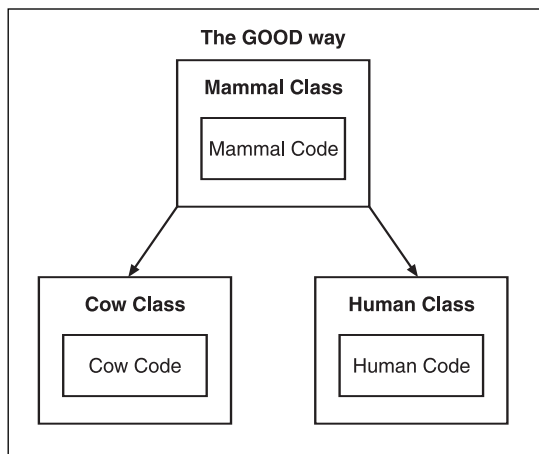 The GOOD way
Mammal Class
Mammal Code
Cow Class
Cow Code
Human Class
Human Code